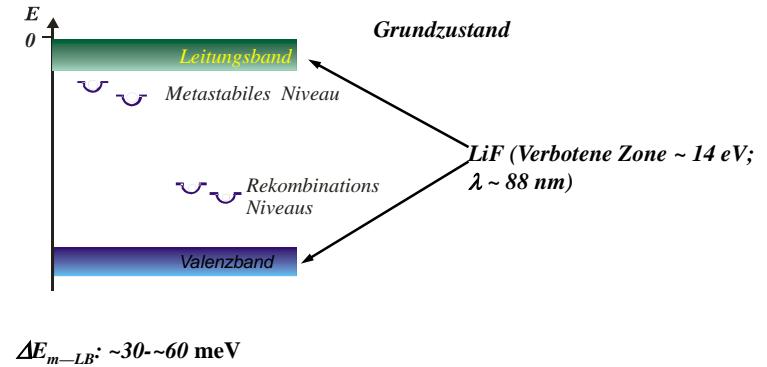 E
0
Grundzustand
Leitungsband
Metastabiles Niveau
LiF (Verbotene Zone ~ 14 eV;
λ ~ 88 nm)
Rekombinations
Niveaus
Valenzband
ΔEm—LB: ~30-~60 meV